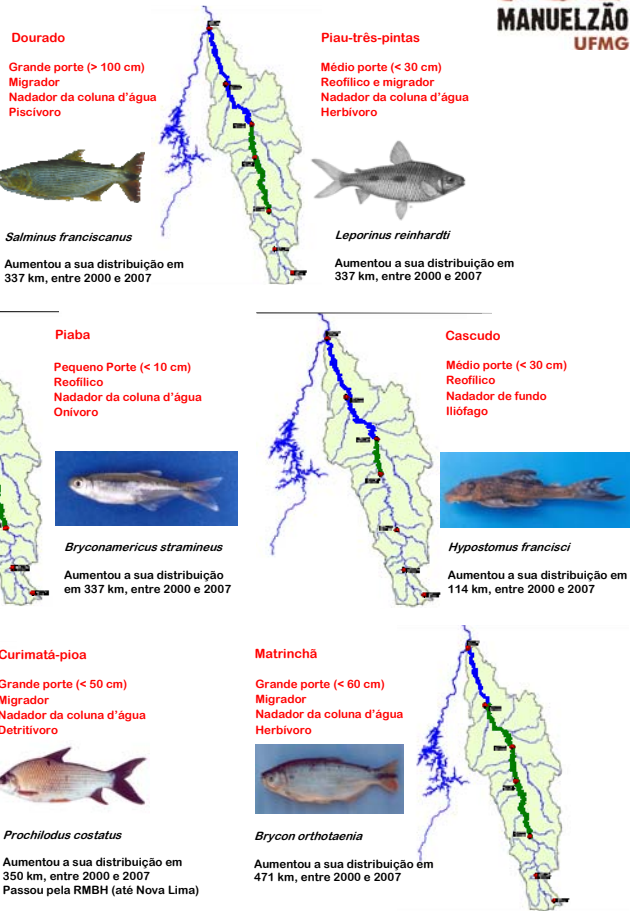 MANUELZÃO
UFMG
Dourado
Grande porte (> 100 cm)
Migrador
Nadador da coluna d'água
Piscívoro
Salminus franciscanus
Aumentou a sua distribuição em
337 km, entre 2000 e 2007
Piau-três-pintas
Médio porte (< 30 cm)
Reofílico e migrador
Nadador da coluna d'água
Herbívoro
Leporinus reinhardti
Aumentou a sua distribuição em
337 km, entre 2000 e 2007
Piaba
Pequeno Porte (< 10 cm)
Reofílico
Nadador da coluna d'água
Onívoro
Bryconamericus stramineus
Aumentou a sua distribuição
em 337 km, entre 2000 e 2007
Cascudo
Médio porte (< 30 cm)
Reofílico
Nadador de fundo
Iliófago
Hypostomus francisci
Aumentou a sua distribuição em
114 km, entre 2000 e 2007
Curimatá-pioa
Grande porte (< 50 cm)
Migrador
Nadador da coluna d'água
Detritívoro
Prochilodus costatus
Aumentou a sua distribuição em
350 km, entre 2000 e 2007
Passou pela RMBH (até Nova Lima)
Matrinchã
Grande porte (< 60 cm)
Migrador
Nadador da coluna d'água
Herbívoro
Brycon orthotaenia
Aumentou a sua distribuição em
471 km, entre 2000 e 2007